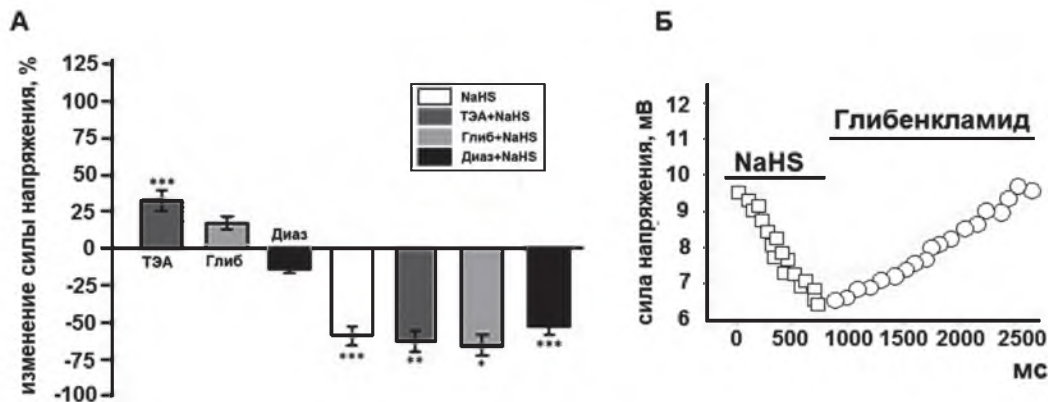 А
изменение силы напряжения, %
125
100
75
50
25
0
-25
-50
-75
-100
***
ТЭА
Глиб
Диаз
***
**
*
***
NaHS
ТЭА+NaHS
Глиб+NaHS
Диаз+NaHS
Б
сила напряжения, мВ
12
11
10
9
8
7
6
NaHS
Глибенкламид
0 500 1000 1500 2000 2500
мс